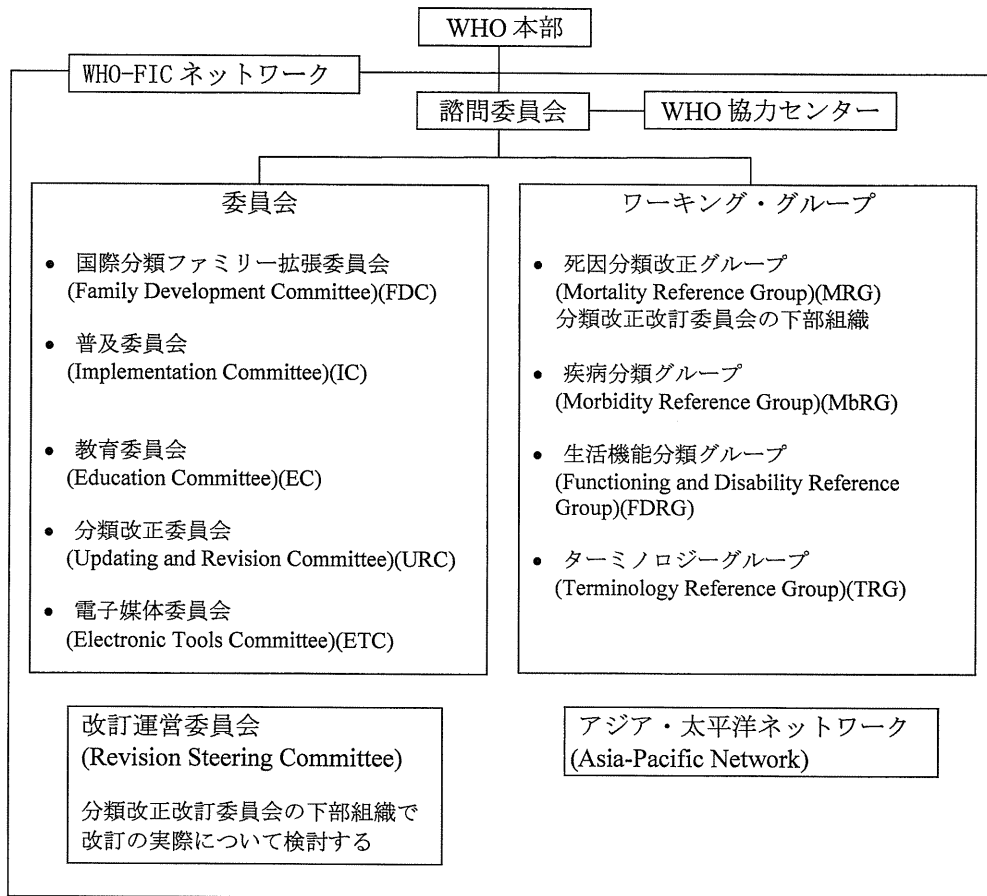 WHO 本部
WHO-FIC ネットワーク
諮問委員会
WHO 協力センター
委員会
• 国際分類ファミリー拡張委員会
(Family Development Committee)(FDC)
• 普及委員会
(Implementation Committee)(IC)
• 教育委員会
(Education Committee)(EC)
• 分類改正委員会
(Updating and Revision Committee)(URC)
• 電子媒体委員会
(Electronic Tools Committee)(ETC)
ワーキング・グループ
• 死因分類改正グループ
(Mortality Reference Group)(MRG)
分類改正改訂委員会の下部組織
• 疾病分類グループ
(Morbidity Reference Group)(MbRG)
• 生活機能分類グループ
(Functioning and Disability Reference
Group)(FDRG)
• ターミノロジーグループ
(Terminology Reference Group)(TRG)
改訂運営委員会
(Revision Steering Committee)
分類改正改訂委員会の下部組織で
改訂の実際について検討する
アジア・太平洋ネットワーク
(Asia-Pacific Network)